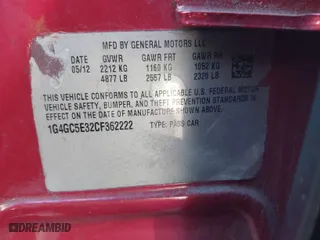 MFD BY GENERAL MOTORS LLC
DATE GVWR GAWR FRT GAWR RR
05/12 2212 KG 1160 KG 1052 KG
4877 LB 2557 LB 2320 LB
THIS VEHICLE CONFORMS TO ALL APPLICABLE U.S. FEDERAL MOTOR
VEHICLE SAFETY, BUMPER, AND THEFT PREVENTION STANDARDS IN
EFFECT ON THE DATE OF MANUFACTURE SHOWN ABOVE.
1G4GC5E32CF362222 TYPE: PASS CAR
DREAMBID